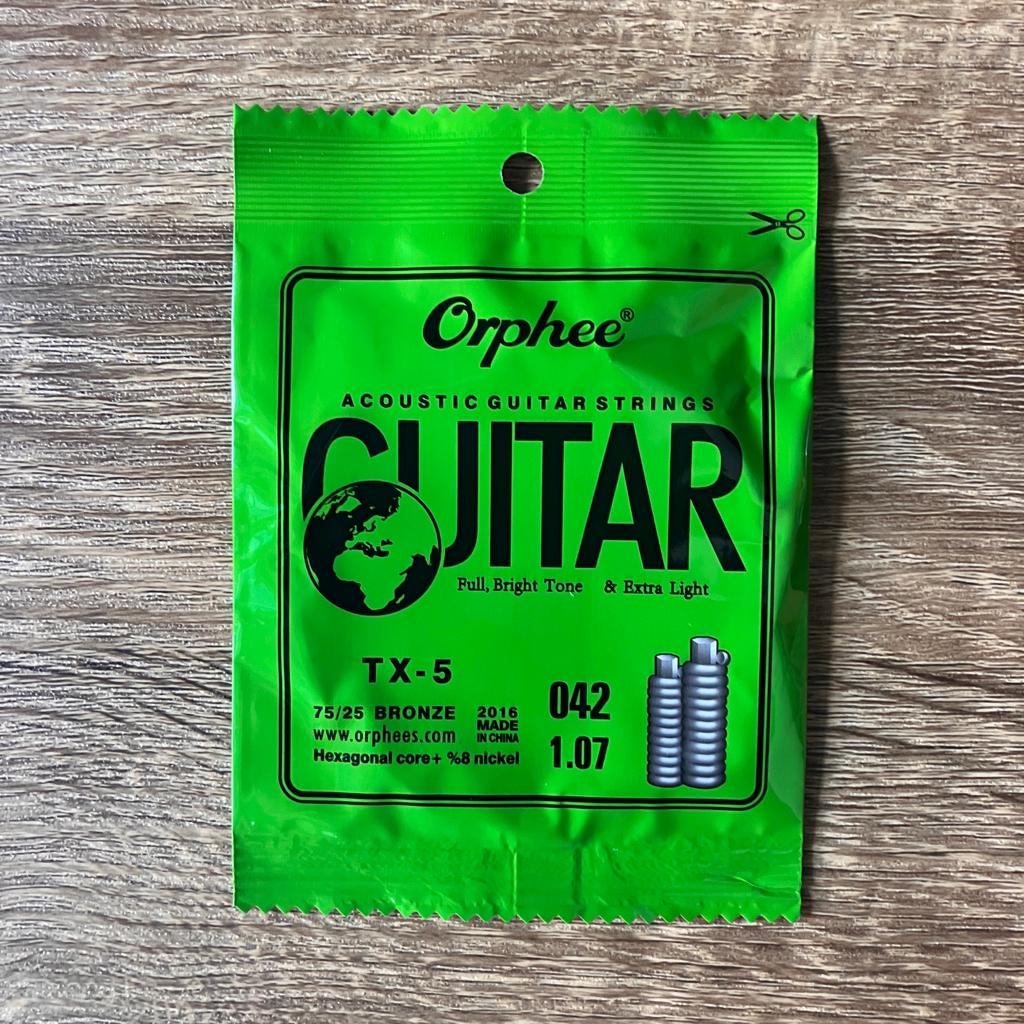 Orphee®
ACOUSTIC GUITAR STRINGS
GUITAR
Full, Bright Tone & Extra Light
TX-5
75/25 BRONZE
www.orphees.com
2016
MADE
IN CHINA
Hexagonal core+ %8 nickel
042
1.07